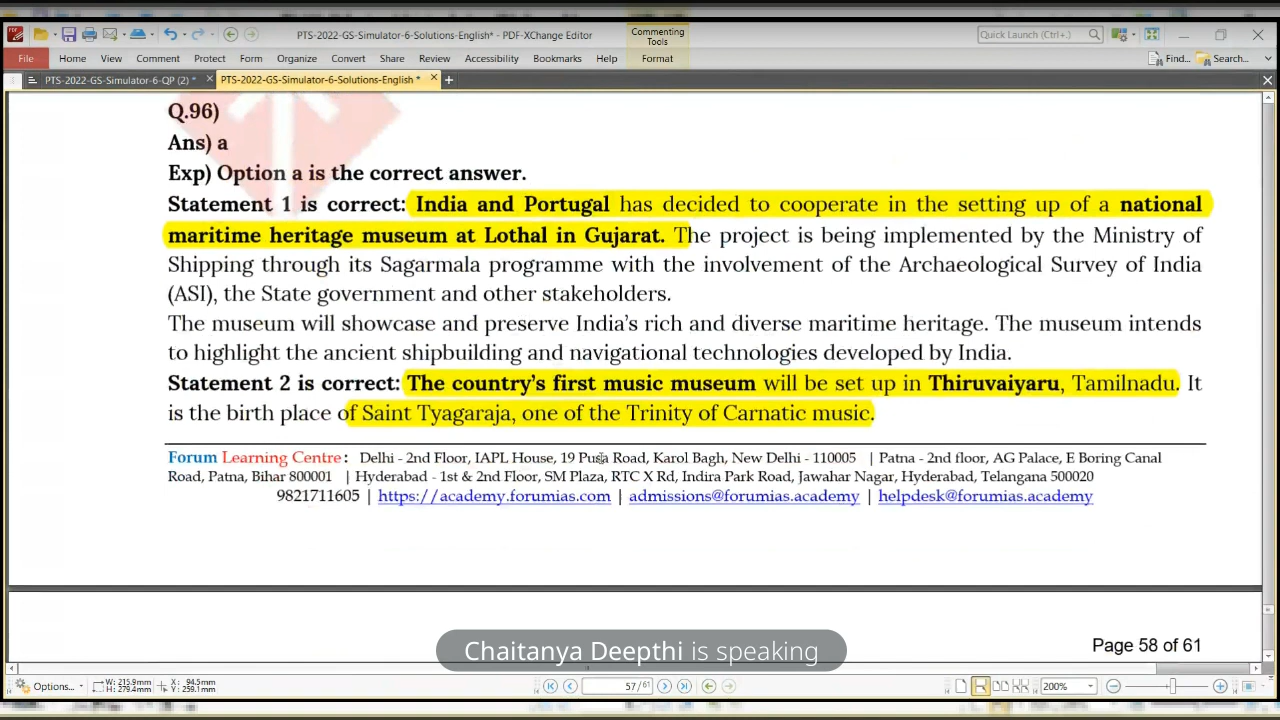 PTS-2022-GS-Simulator-6-Solutions-English* - PDF-XChange Editor
Commenting Tools
Quick Launch (Ctrl+.)
File Home View Comment Protect Form Organize Convert Share Review Accessibility Bookmarks Help Format Find... Search...
PTS-2022-GS-Simulator-6-QP (2) * PTS-2022-GS-Simulator-6-Solutions-English *
Q.96)
Ans) a
Exp) Option a is the correct answer.
Statement 1 is correct: India and Portugal has decided to cooperate in the setting up of a national
maritime heritage museum at Lothal in Gujarat. The project is being implemented by the Ministry of
Shipping through its Sagarmala programme with the involvement of the Archaeological Survey of India
(ASI), the State government and other stakeholders.
The museum will showcase and preserve India's rich and diverse maritime heritage. The museum intends
to highlight the ancient shipbuilding and navigational technologies developed by India.
Statement 2 is correct: The country's first music museum will be set up in Thiruvaiyaru, Tamilnadu. It
is the birth place of Saint Tyagaraja, one of the Trinity of Carnatic music.
Forum Learning Centre: Delhi - 2nd Floor, IAPL House, 19 Pusa Road, Karol Bagh, New Delhi - 110005 | Patna - 2nd floor, AG Palace, E Boring Canal
Road, Patna, Bihar 800001 | Hyderabad - 1st & 2nd Floor, SM Plaza, RTC X Rd, Indira Park Road, Jawahar Nagar, Hyderabad, Telangana 500020
9821711605 | https://academy.forumias.com | admissions@forumias.academy | helpdesk@forumias.academy
Chaitanya Deepthi is speaking
Page 58 of 61
Options... W: 215.9mm H: 279.4mm X: 94.5mm Y: 259.1mm 57/61 200%